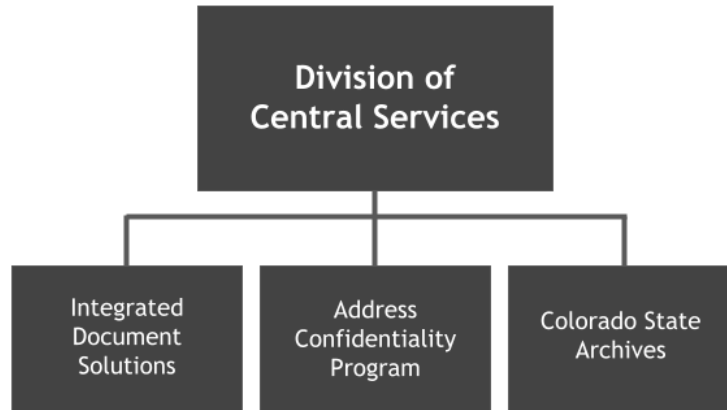 Division of
Central Services
Integrated
Document
Solutions
Address
Confidentiality
Program
Colorado State
Archives